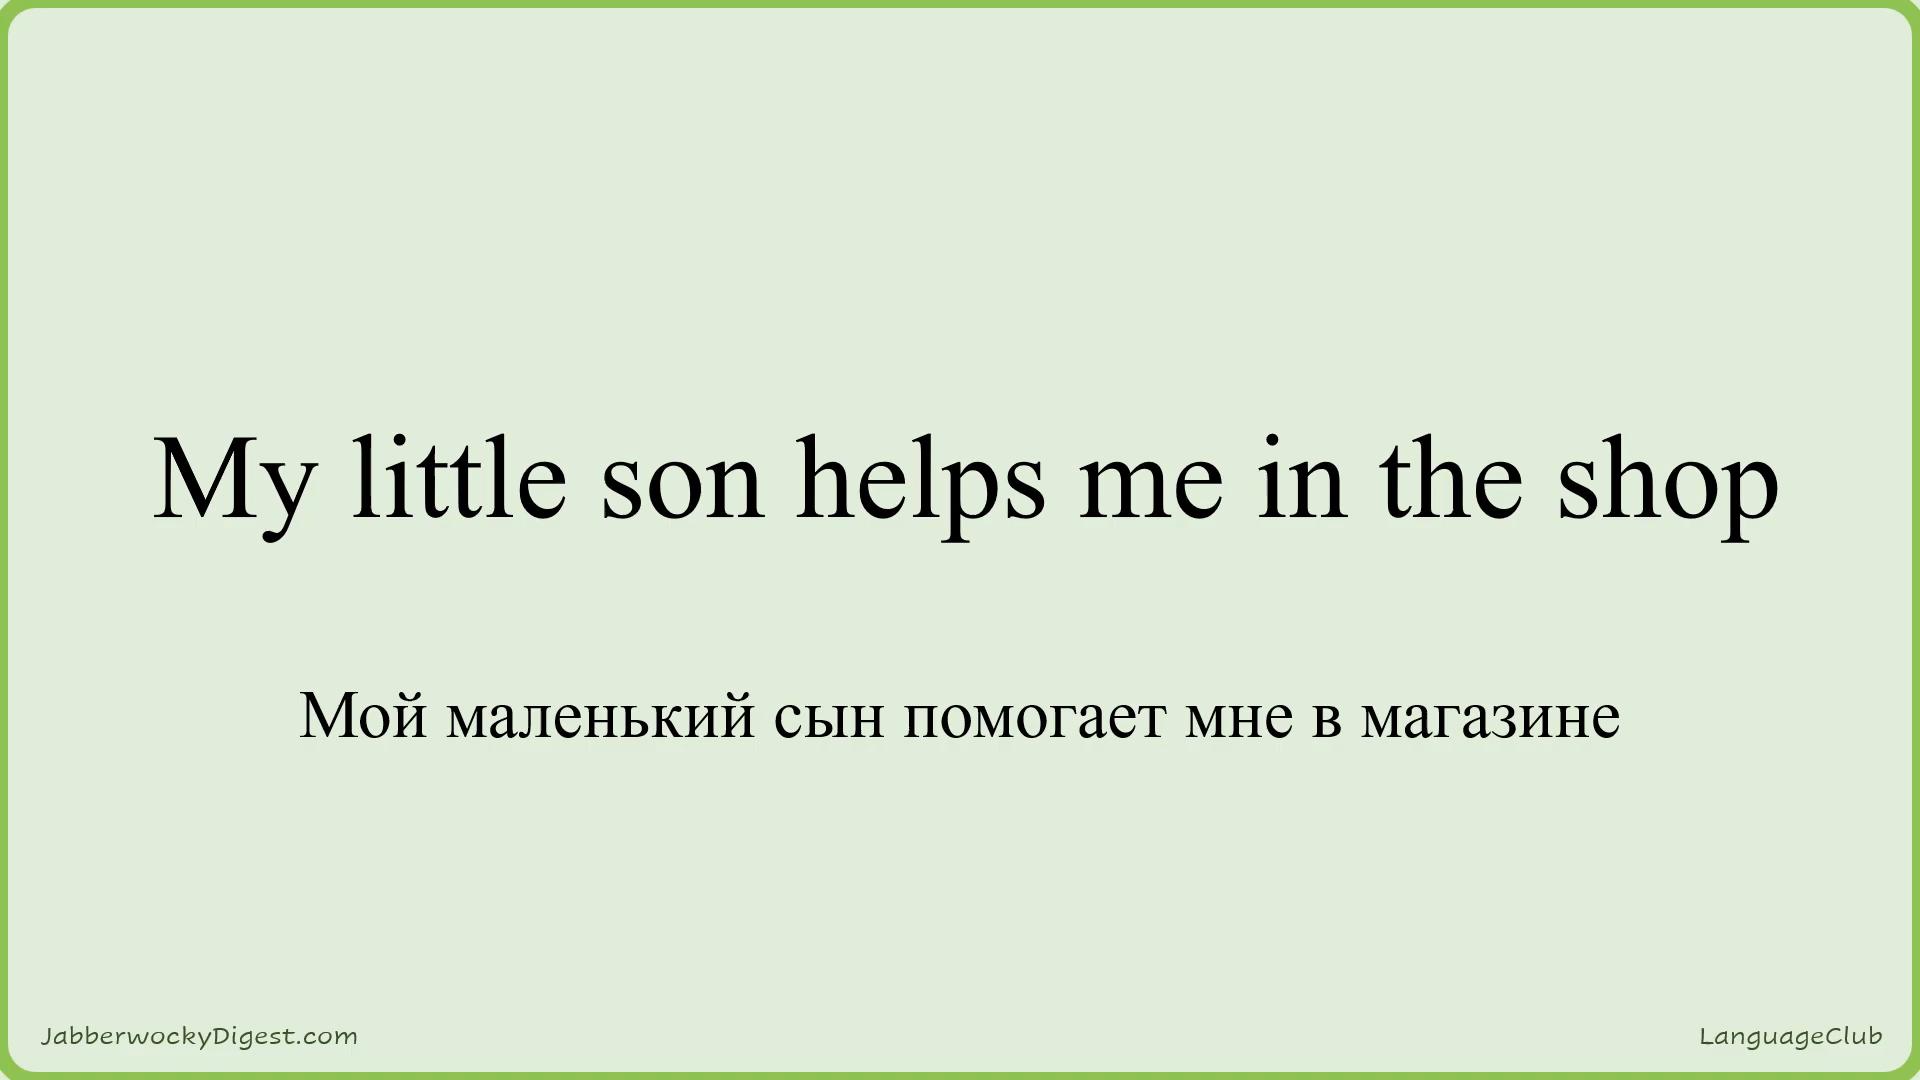 My little son helps me in the shop
Мой маленький сын помогает мне в магазине
JabberwockyDigest.com
LanguageClub